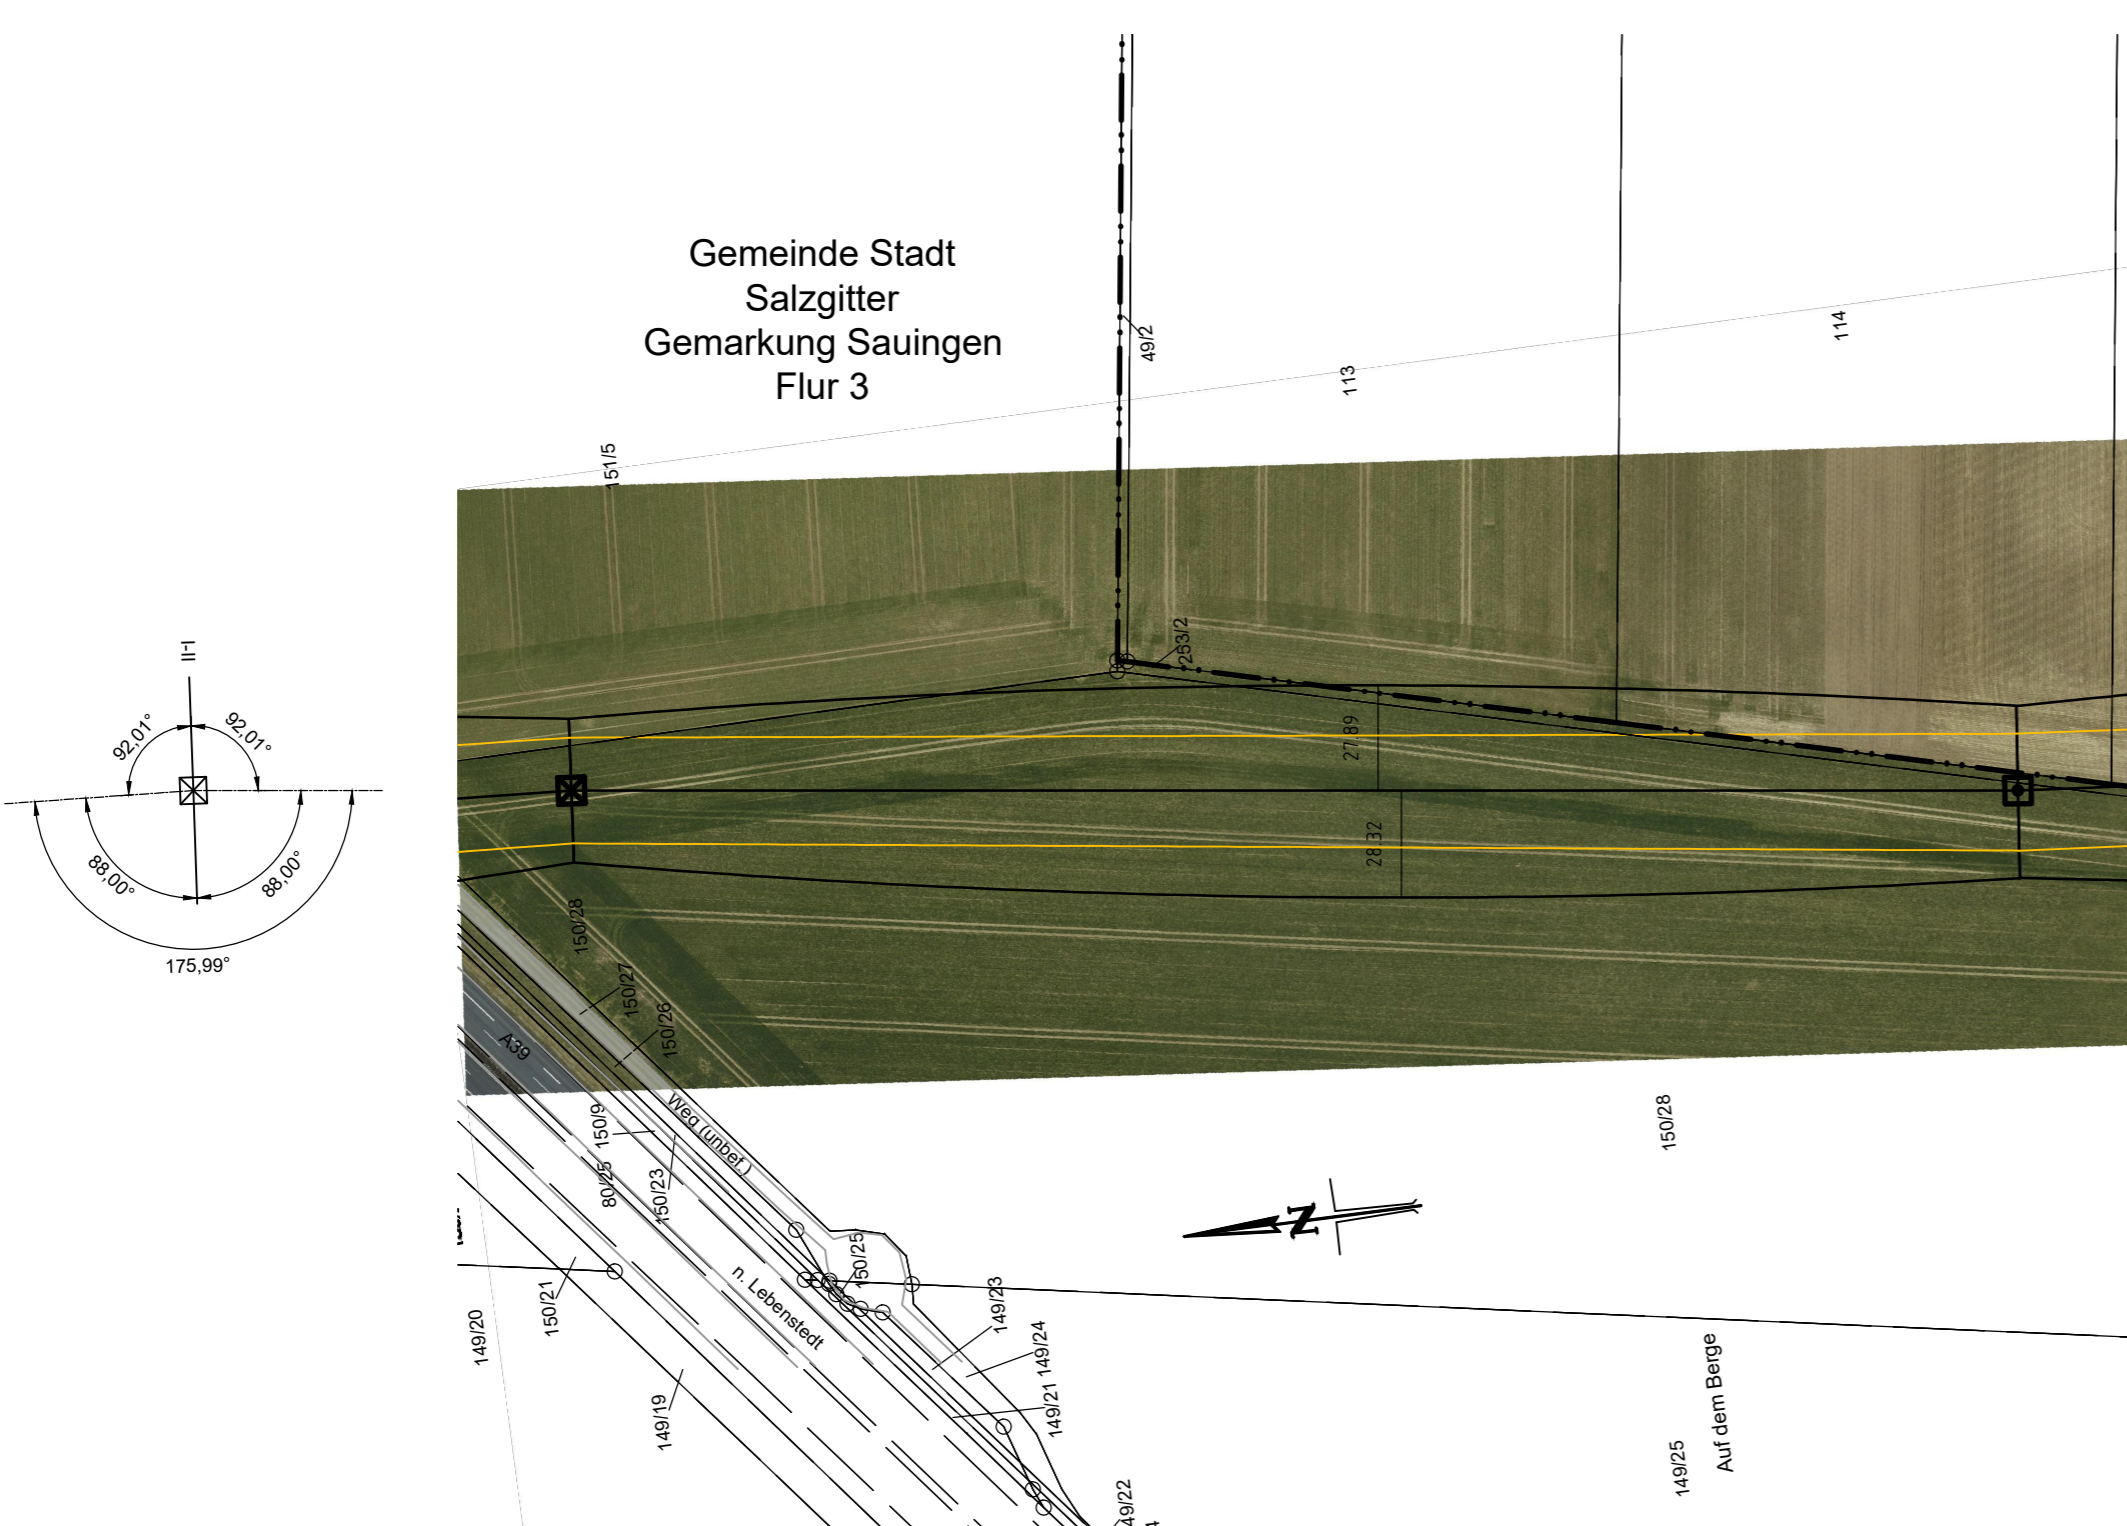 Gemeinde Stadt
Salzgitter
Gemarkung Sauingen
Flur 3
49/2
113
114
151/5
253/2
II-I
92,01°
92,01°
88,00°
88,00°
175,99°
27.89
28.32
150/28
150/27
150/26
A39
Weg (unbef.)
150/9
80/25
150/23
150/28
N
150/25
150/21
n. Lebenstedt
149/20
149/23
149/24
149/21
149/19
Auf dem Berge
149/25
49/22